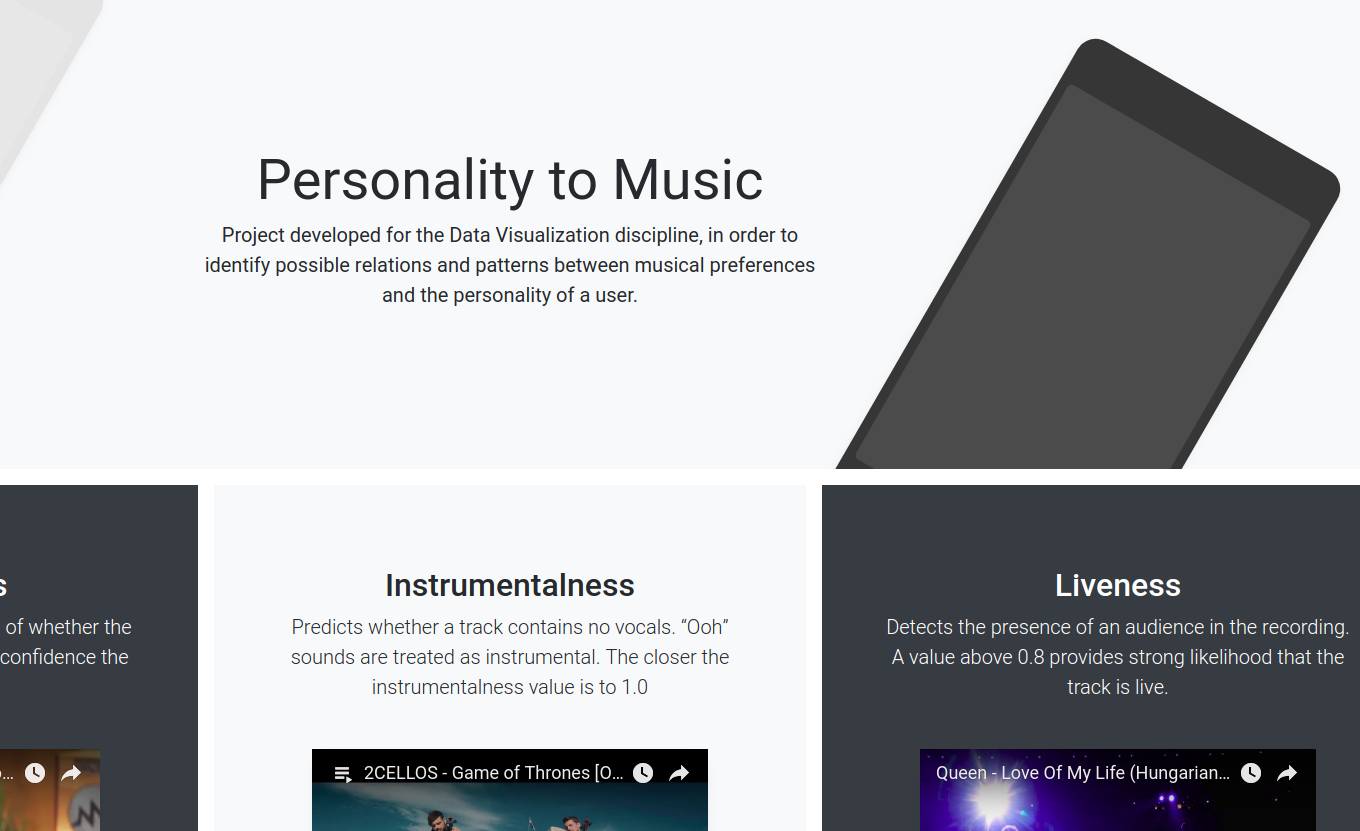 Personality to Music
Project developed for the Data Visualization discipline, in order to
identify possible relations and patterns between musical preferences
and the personality of a user.
s
of whether the
confidence the
Instrumentalness
Predicts whether a track contains no vocals. “Ooh”
sounds are treated as instrumental. The closer the
instrumentalness value is to 1.0
2CELLOS - Game of Thrones [O...
Liveness
Detects the presence of an audience in the recording.
A value above 0.8 provides strong likelihood that the
track is live.
Queen - Love Of My Life (Hungarian...